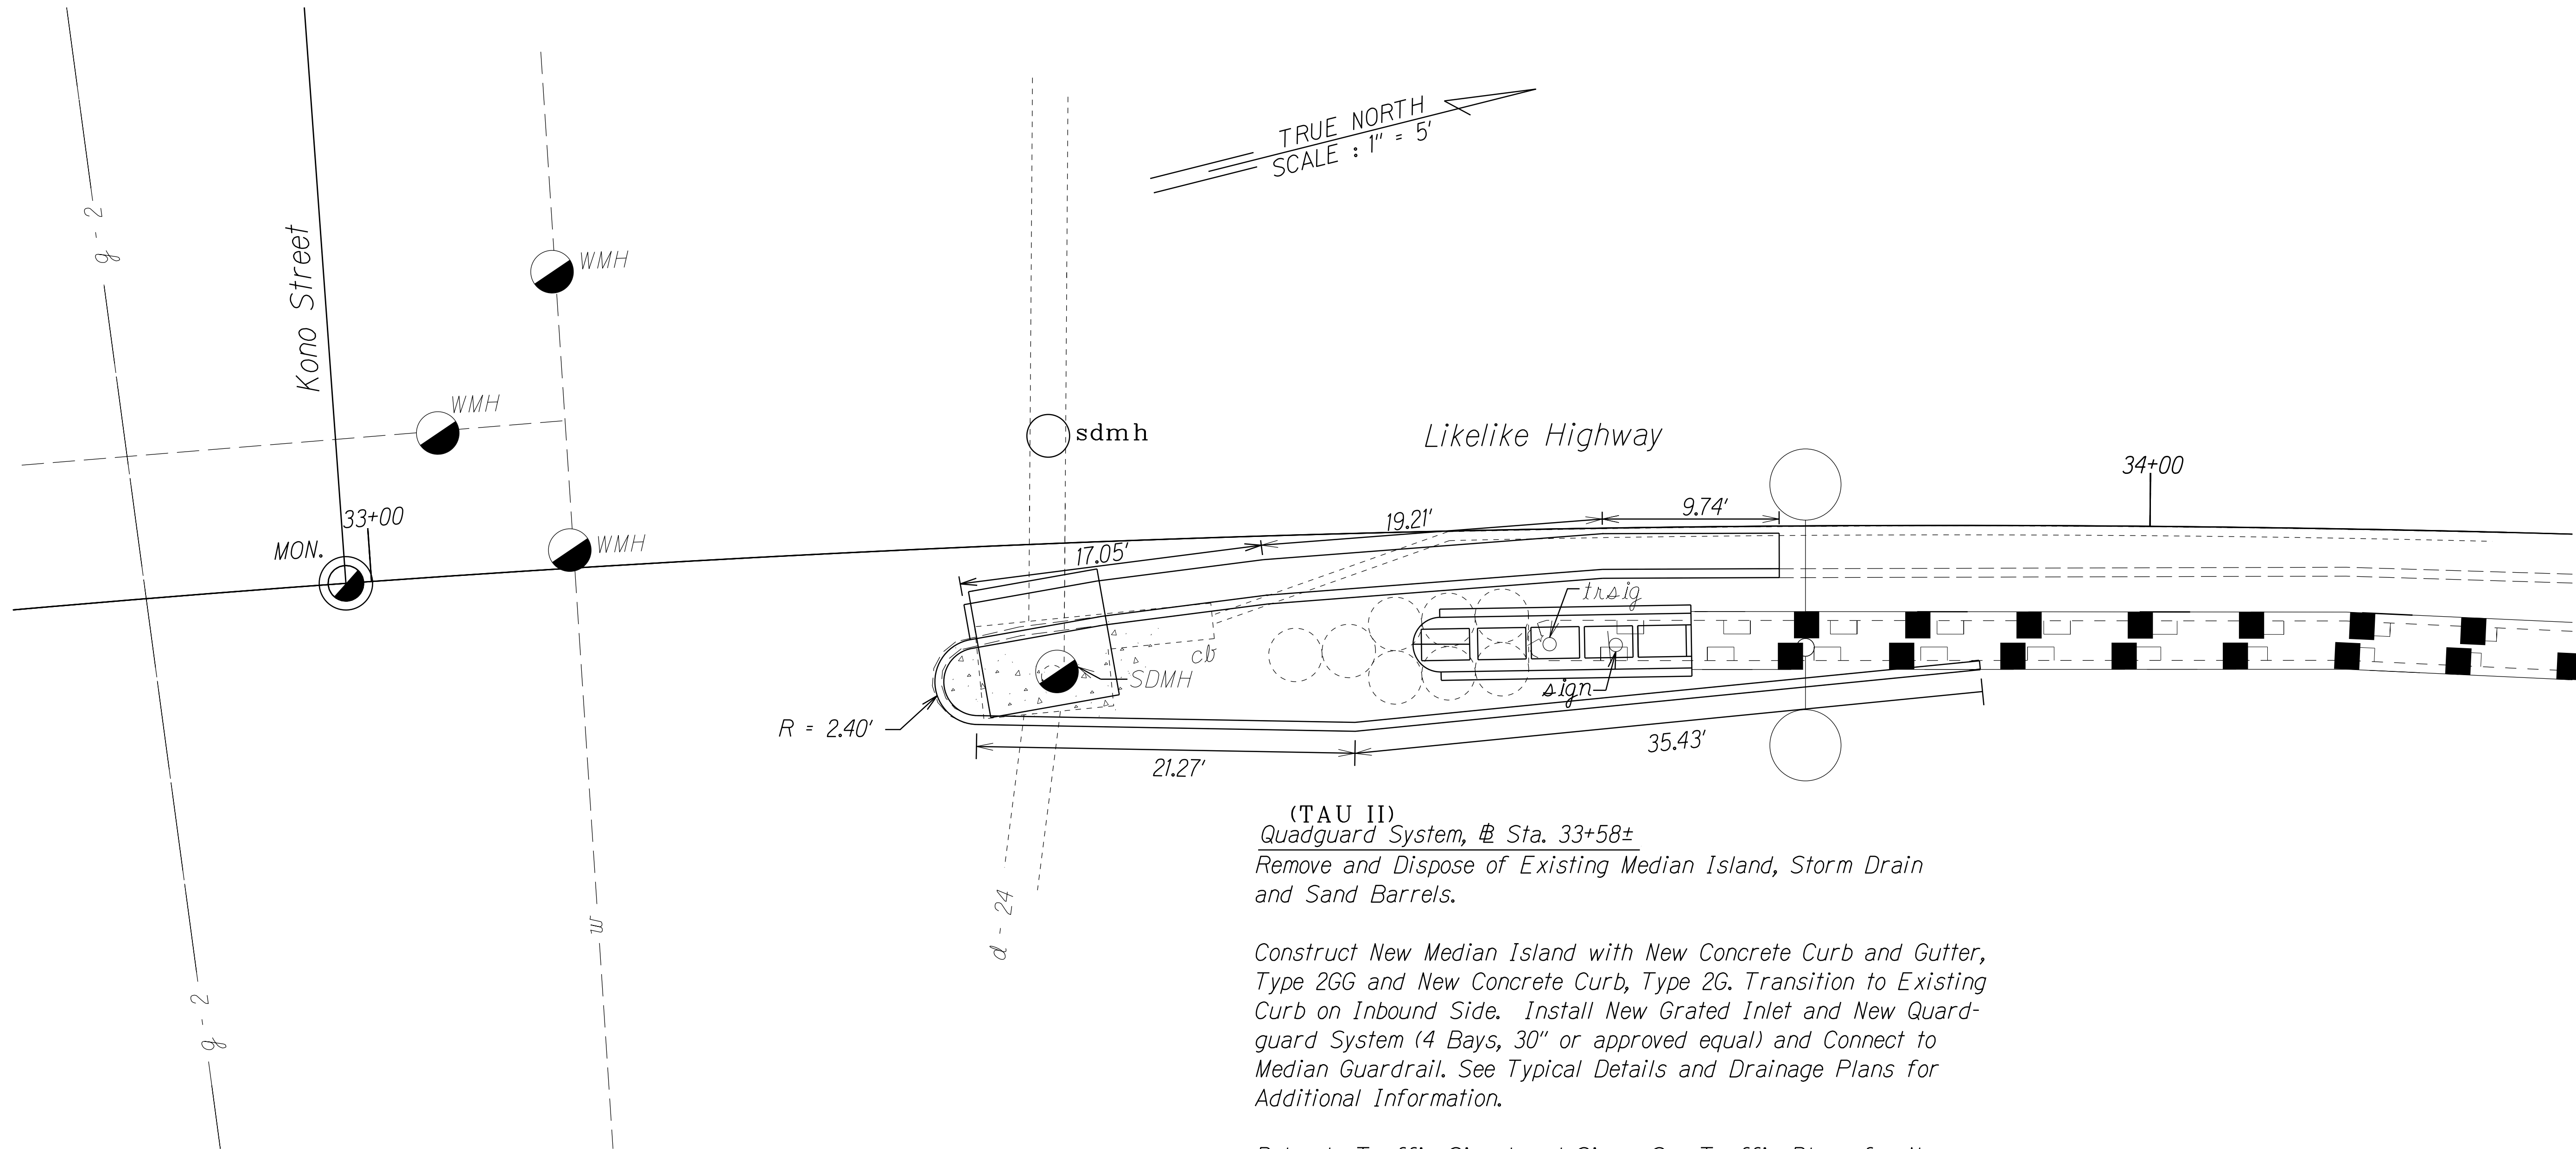 TRUE NORTH
SCALE : 1" = 5'
g - 2
Kono Street
WMH
WMH
WMH
sdmh
Likelike Highway
34+00
33+00
MON.
19.21'
9.74'
17.05'
trsig
cb
SDMH
sign
R = 2.40'
21.27'
35.43'
d - 24
w
g - 2
(TAU II)
Quadguard System, ℄ Sta. 33+58±
Remove and Dispose of Existing Median Island, Storm Drain
and Sand Barrels.
Construct New Median Island with New Concrete Curb and Gutter,
Type 2GG and New Concrete Curb, Type 2G. Transition to Existing
Curb on Inbound Side. Install New Grated Inlet and New Quard-
guard System (4 Bays, 30" or approved equal) and Connect to
Median Guardrail. See Typical Details and Drainage Plans for
Additional Information.